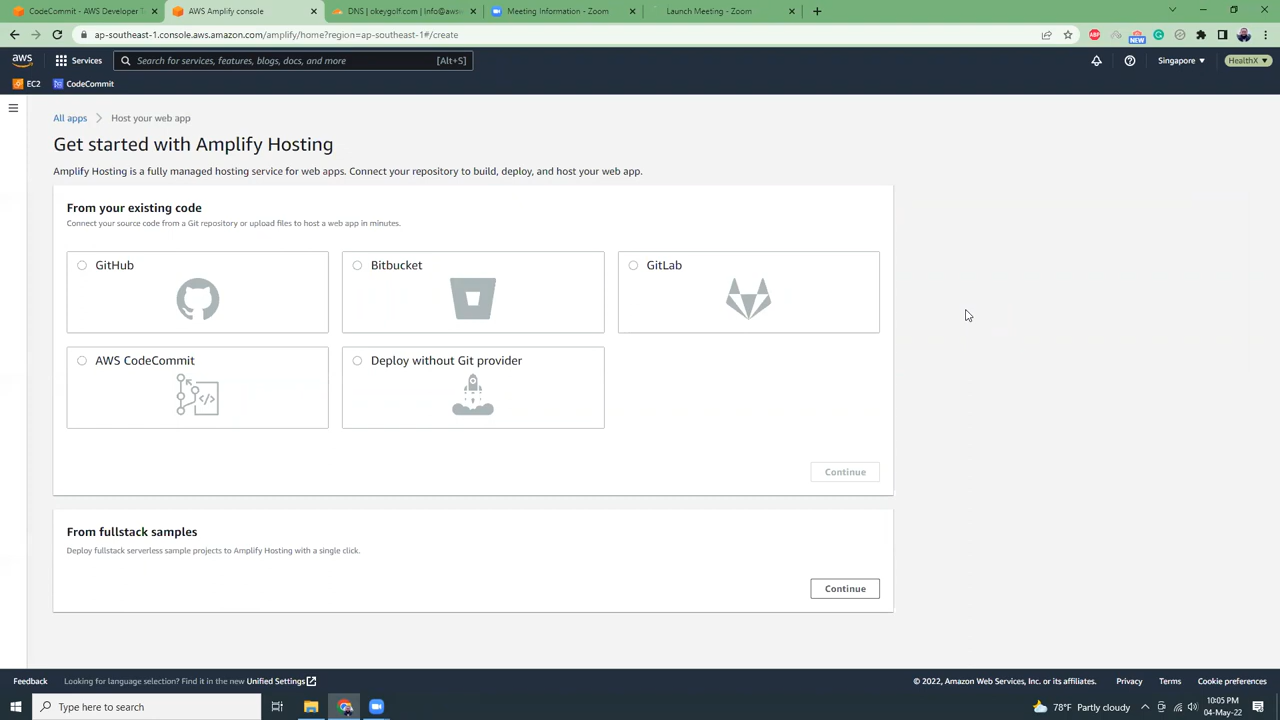 CodeCommit - AWS Developer
AWS Amplify console
DNS | okeygolf.com | Info@aws
Meeting Information - Zoom
Launch Meeting - Zoom
ap-southeast-1.console.aws.amazon.com/amplify/home?region=ap-southeast-1#/create
ABP
NEW
aws
Services
Search for services, features, blogs, docs, and more
[Alt+S]
Singapore
HealthX
EC2
CodeCommit
All apps
Host your web app
Get started with Amplify Hosting
Amplify Hosting is a fully managed hosting service for web apps. Connect your repository to build, deploy, and host your web app.
From your existing code
Connect your source code from a Git repository or upload files to host a web app in minutes.
GitHub
Bitbucket
GitLab
AWS CodeCommit
Deploy without Git provider
Continue
From fullstack samples
Deploy fullstack serverless sample projects to Amplify Hosting with a single click.
Continue
Feedback
Looking for language selection? Find it in the new Unified Settings
© 2022, Amazon Web Services, Inc. or its affiliates.
Privacy
Terms
Cookie preferences
Type here to search
78°F Partly cloudy
10:05 PM
04-May-22